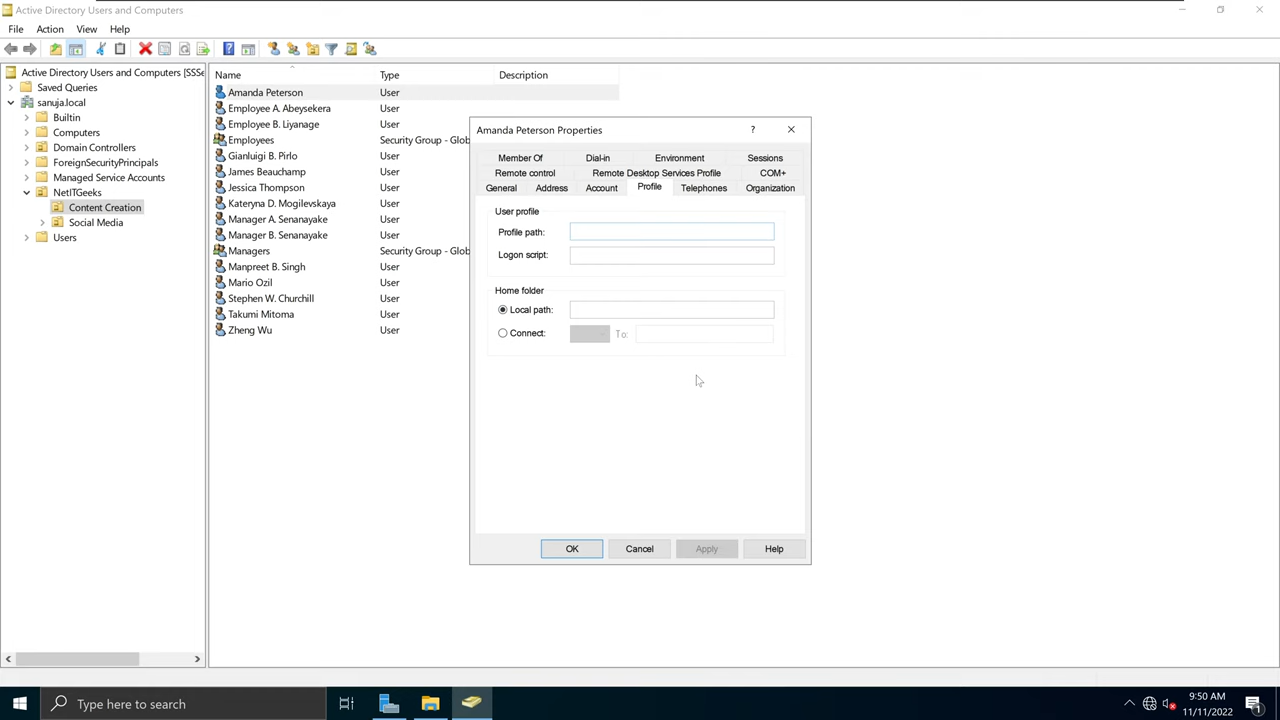 Active Directory Users and Computers
File Action View Help
Active Directory Users and Computers [SSSe
Saved Queries
sanuja.local
Builtin
Computers
Domain Controllers
ForeignSecurityPrincipals
Managed Service Accounts
NetITGeeks
Content Creation
Social Media
Users
Name Type Description
Amanda Peterson User
Employee A. Abeysekera User
Employee B. Liyanage User
Employees Security Group - Glob
Gianluigi B. Pirlo User
James Beauchamp User
Jessica Thompson User
Kateryna D. Mogilevskaya User
Manager A. Senanayake User
Manager B. Senanayake User
Managers Security Group - Glob
Manpreet B. Singh User
Mario Ozil User
Stephen W. Churchill User
Takumi Mitoma User
Zheng Wu User
Amanda Peterson Properties ?
Member Of Dial-in Environment Sessions
Remote control Remote Desktop Services Profile COM+
General Address Account Profile Telephones Organization
User profile
Profile path:
Logon script:
Home folder
Local path:
Connect: To:
OK Cancel Apply Help
Type here to search
9:50 AM
11/11/2022
1